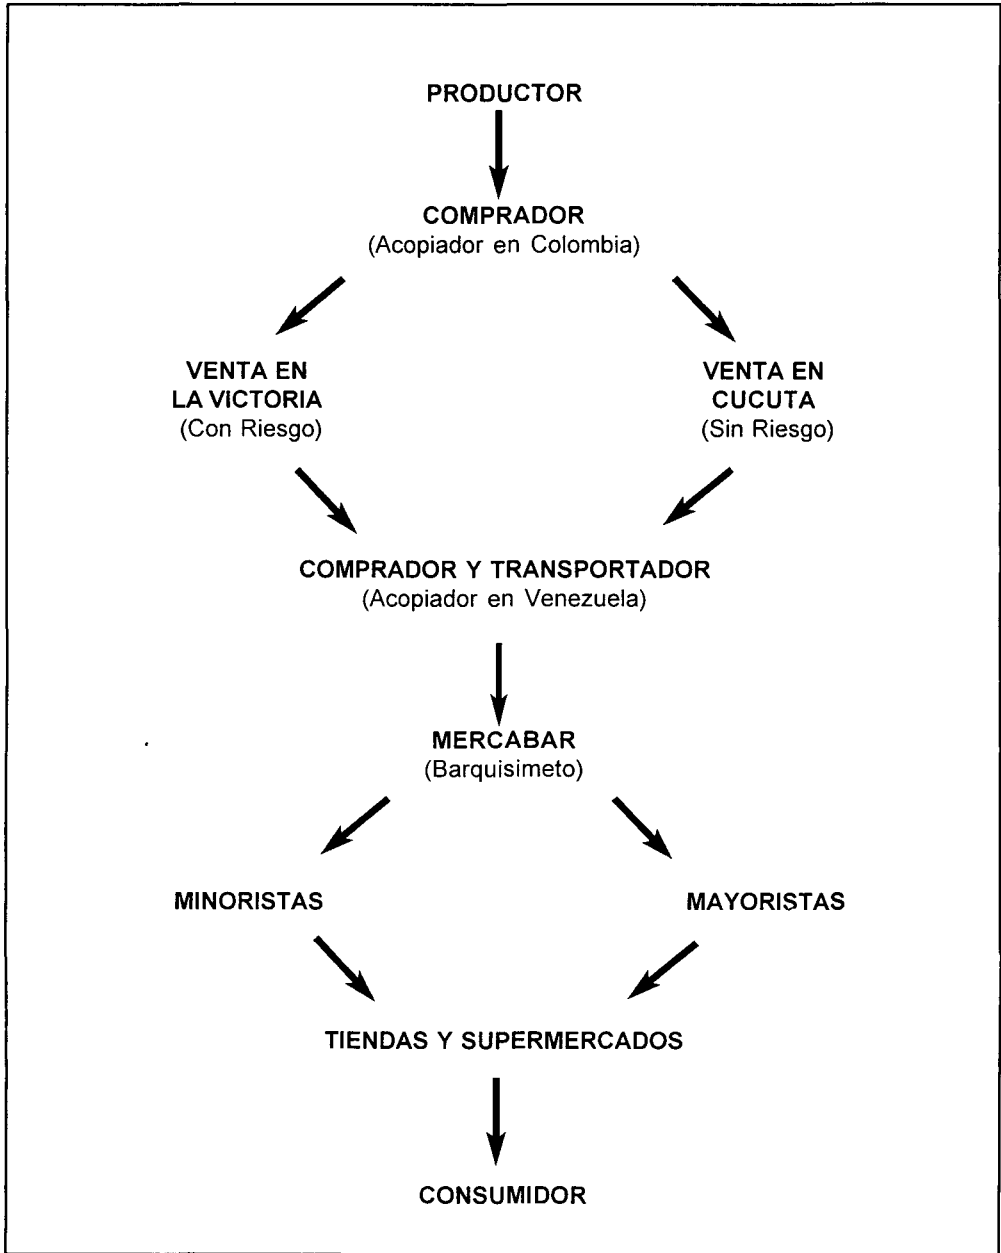 PRODUCTOR
COMPRADOR
(Acopiador en Colombia)
VENTA EN
LA VICTORIA
(Con Riesgo)
VENTA EN
CUCUTA
(Sin Riesgo)
COMPRADOR Y TRANSPORTADOR
(Acopiador en Venezuela)
MERCABAR
(Barquisimeto)
MINORISTAS
MAYORISTAS
TIENDAS Y SUPERMERCADOS
CONSUMIDOR